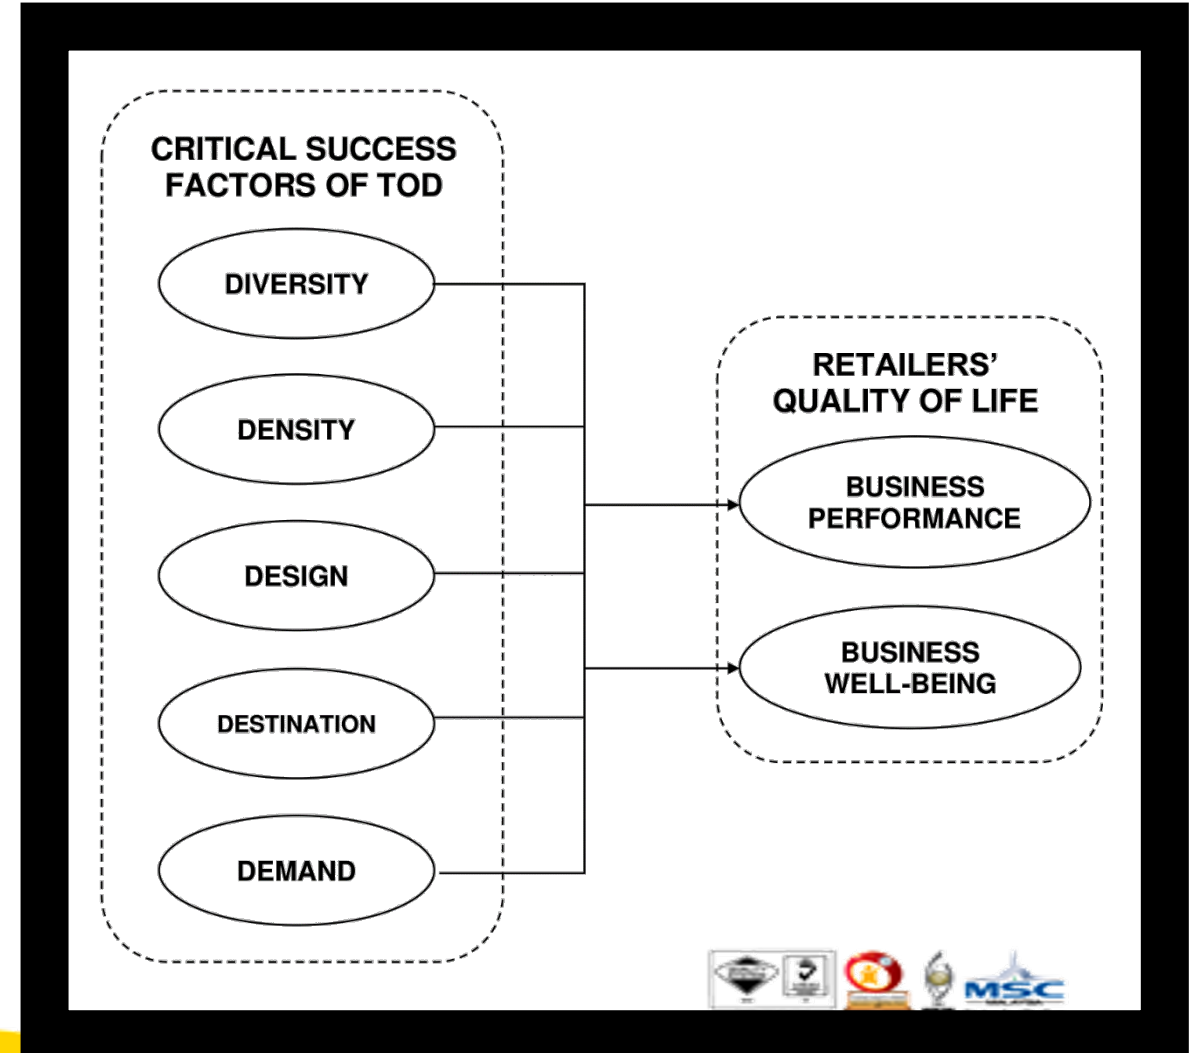 CRITICAL SUCCESS
FACTORS OF TOD
DIVERSITY
DENSITY
DESIGN
DESTINATION
DEMAND
RETAILERS’
QUALITY OF LIFE
BUSINESS
PERFORMANCE
BUSINESS
WELL-BEING
MSC